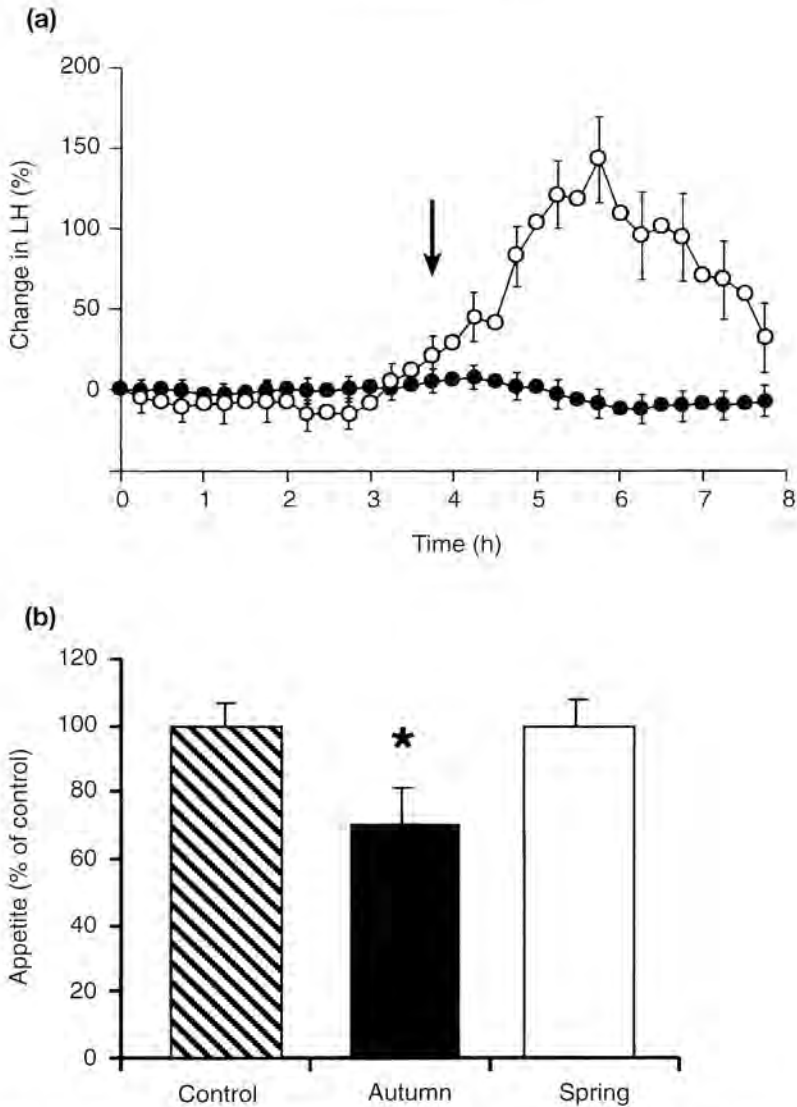 (a)
200
150
100
50
0
Change in LH (%)
0 1 2 3 4 5 6 7 8
Time (h)
(b)
120
100
80
60
40
20
0
Appetite (% of control)
*
Control Autumn Spring